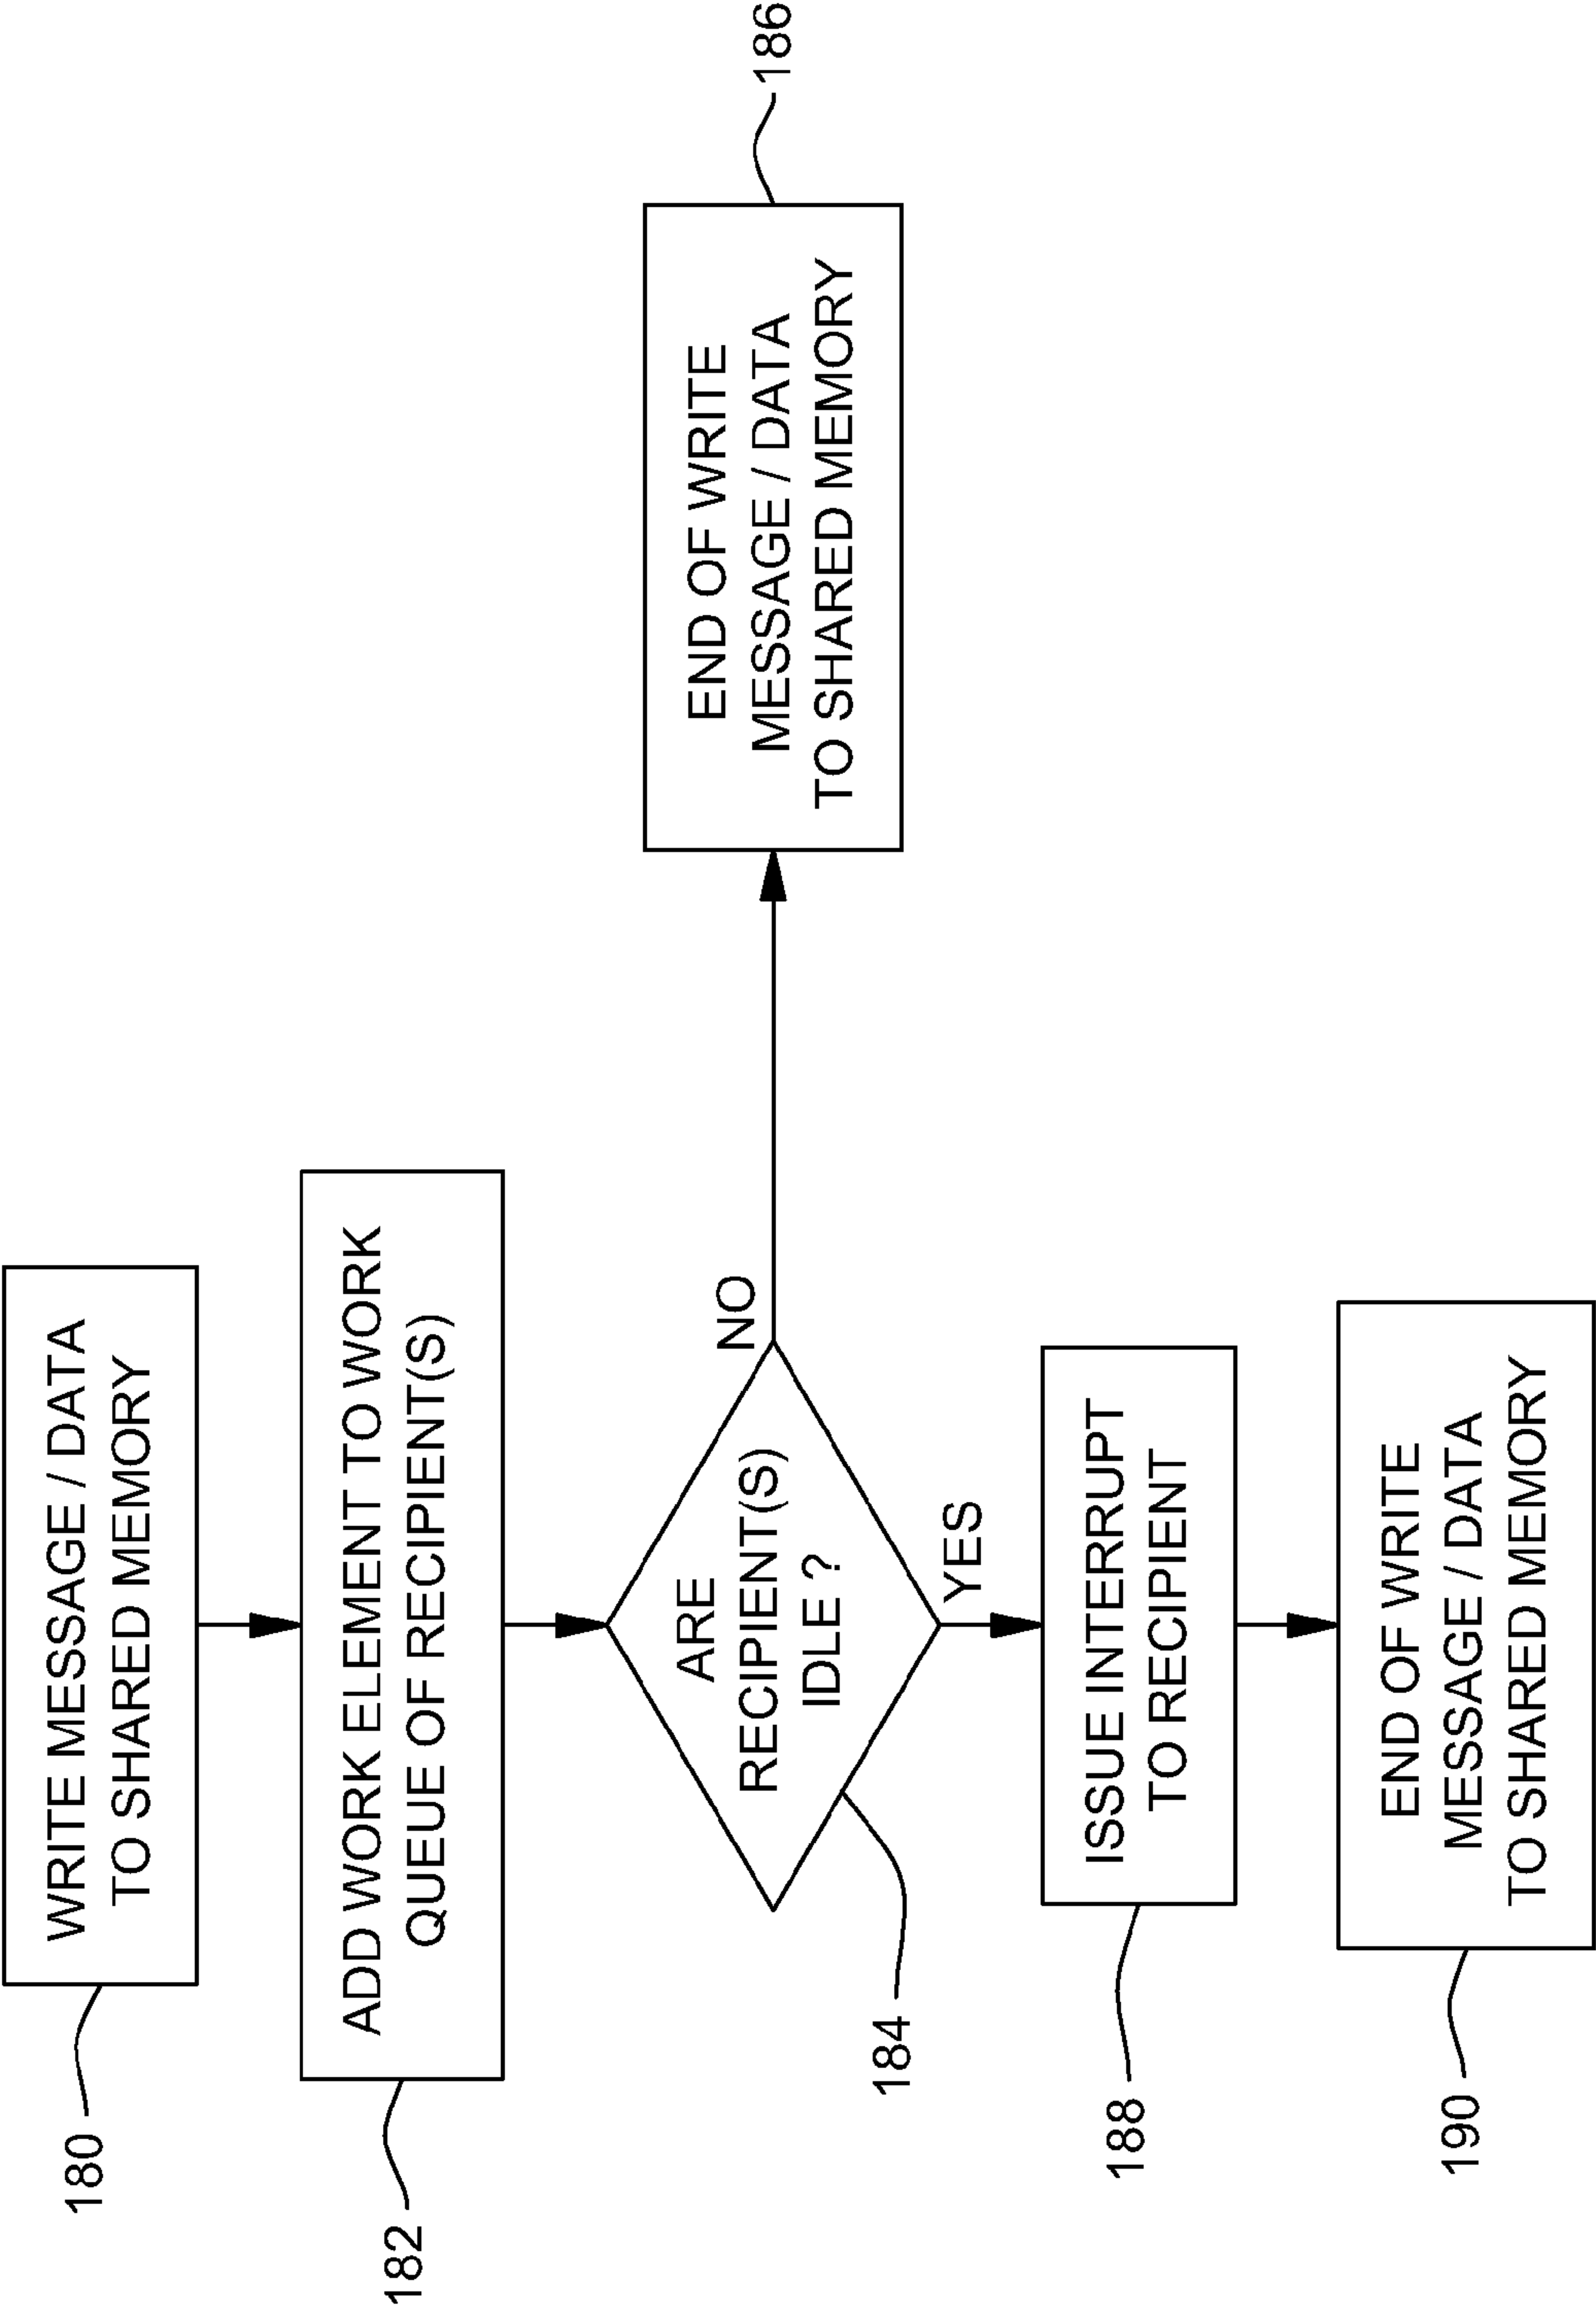 180
WRITE MESSAGE / DATA
TO SHARED MEMORY
182
ADD WORK ELEMENT TO WORK
QUEUE OF RECIPIENT(S)
184
ARE
RECIPIENT(S)
IDLE ?
NO
END OF WRITE
MESSAGE / DATA
TO SHARED MEMORY
186
YES
188
ISSUE INTERRUPT
TO RECIPIENT
190
END OF WRITE
MESSAGE / DATA
TO SHARED MEMORY